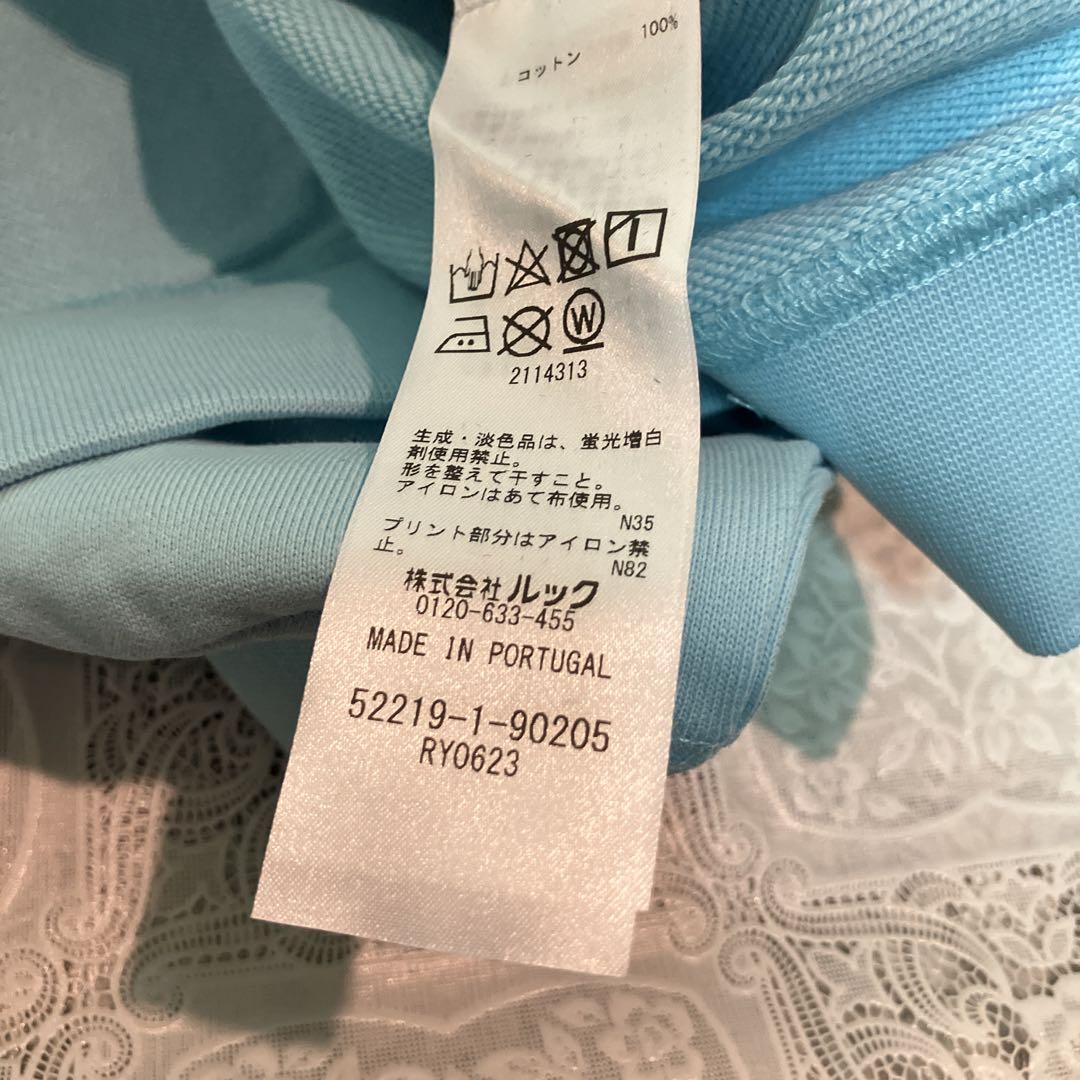 100%
コットン
W
2114313
生成・淡色品は、蛍光増白
剤使用禁止。
形を整えて干すこと。
アイロンはあて布使用。
N35
プリント部分はアイロン禁
止。
N82
株式会社ルック
0120-633-455
MADE IN PORTUGAL
52219-1-90205
RY0623